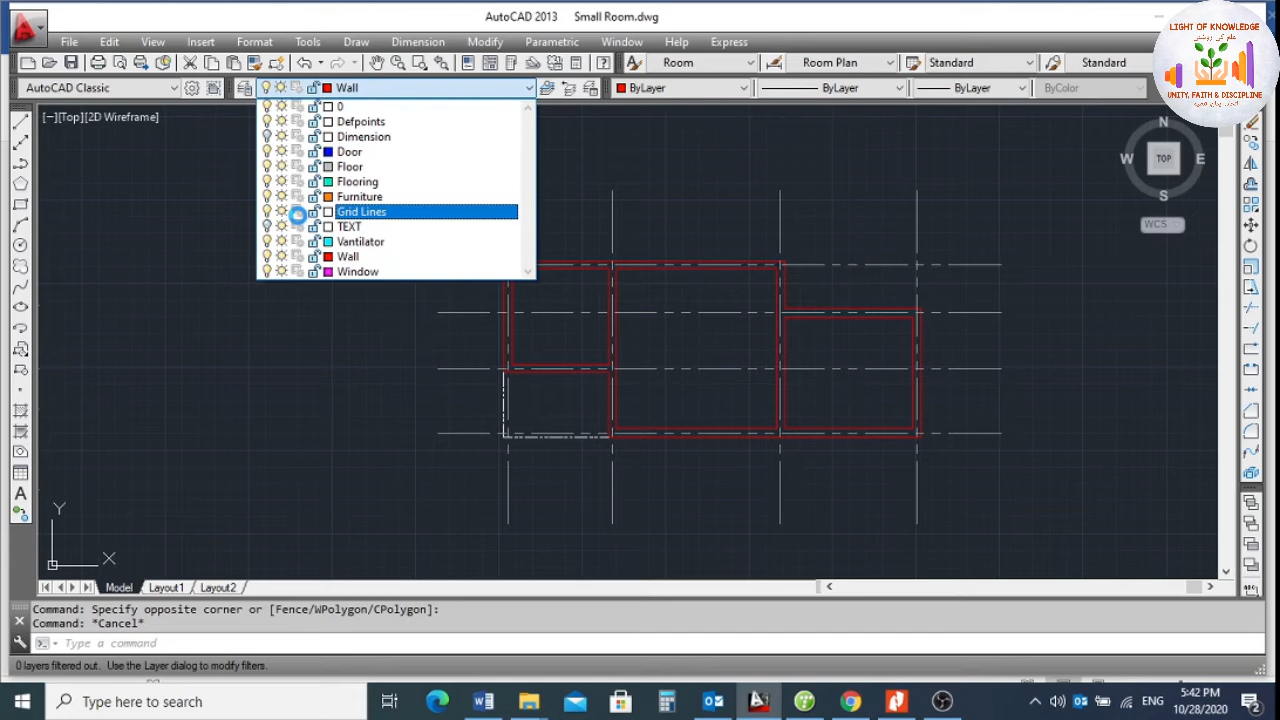 AutoCAD 2013 Small Room.dwg
LIGHT OF KNOWLEDGE
علم کی روشنی
UNITY, FAITH & DISCIPLINE
File Edit View Insert Format Tools Draw Dimension Modify Parametric Window Help Express
Room Room Plan Standard Standard
AutoCAD Classic Wall ByLayer ByLayer ByLayer ByColor
0
Defpoints
Dimension
Door
Floor
Flooring
Furniture
Grid Lines
TEXT
Vantilator
Wall
Window
[−][Top][2D Wireframe]
N
W TOP E
S
WCS
Y
X
Model Layout1 Layout2
Command: Specify opposite corner or [Fence/WPolygon/CPolygon]:
Command: *Cancel*
Type a command
0 layers filtered out. Use the Layer dialog to modify filters.
Type here to search
ENG
5:42 PM
10/28/2020
2